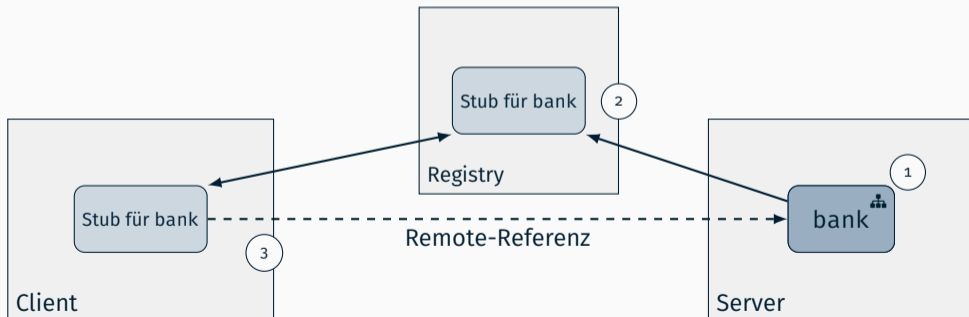 Stub für bank
2
Registry
1
Stub für bank
bank
Remote-Referenz
3
Client
Server